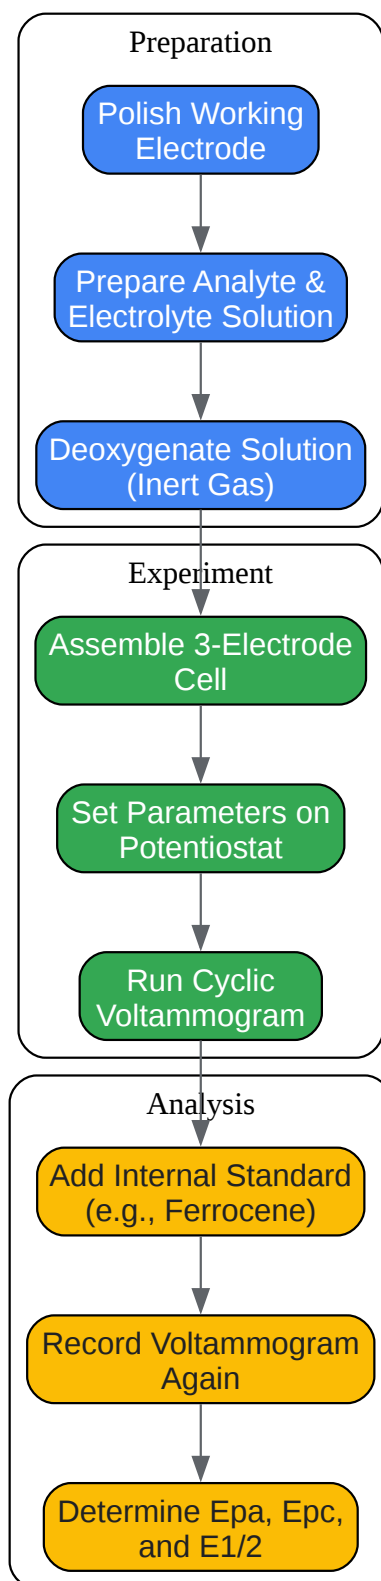 Preparation
Polish Working
Electrode
Prepare Analyte &
Electrolyte Solution
Deoxygenate Solution
(Inert Gas)
Experiment
Assemble 3-Electrode
Cell
Set Parameters on
Potentiostat
Run Cyclic
Voltammogram
Analysis
Add Internal Standard
(e.g., Ferrocene)
Record Voltammogram
Again
Determine Epa, Epc,
and E1/2